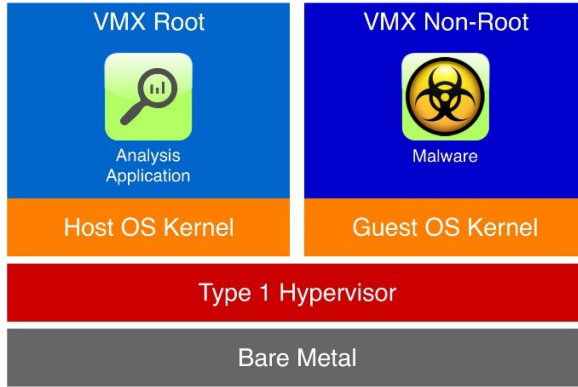 VMX Root
VMX Non-Root
Analysis
Application
Malware
Host OS Kernel
Guest OS Kernel
Type 1 Hypervisor
Bare Metal